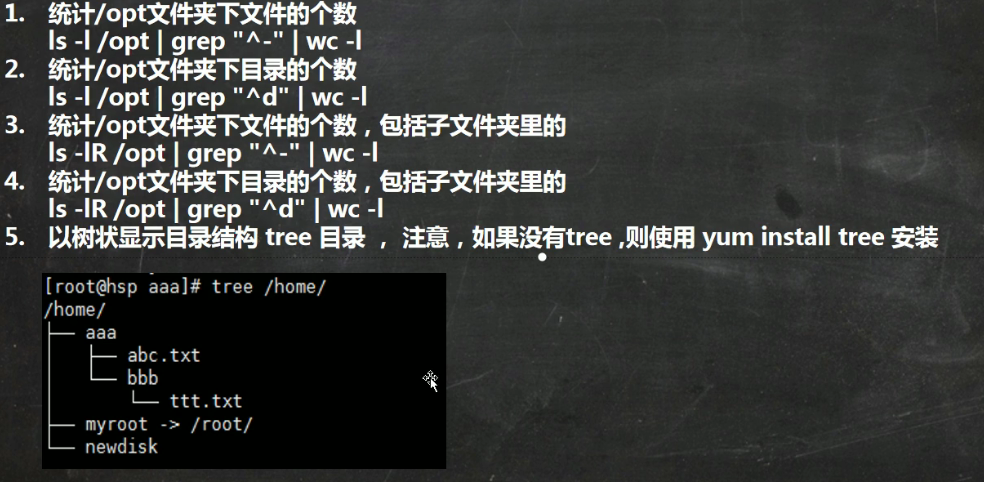 1. 统计/opt文件夹下文件的个数
ls -l /opt | grep "^-" | wc -l
2. 统计/opt文件夹下目录的个数
ls -l /opt | grep "^d" | wc -l
3. 统计/opt文件夹下文件的个数，包括子文件夹里的
ls -lR /opt | grep "^-" | wc -l
4. 统计/opt文件夹下目录的个数，包括子文件夹里的
ls -lR /opt | grep "^d" | wc -l
5. 以树状显示目录结构 tree 目录 ， 注意，如果没有tree ,则使用 yum install tree 安装
[root@hsp aaa]# tree /home/
/home/
├── aaa
│   ├── abc.txt
│   └── bbb
│       └── ttt.txt
├── myroot -> /root/
└── newdisk